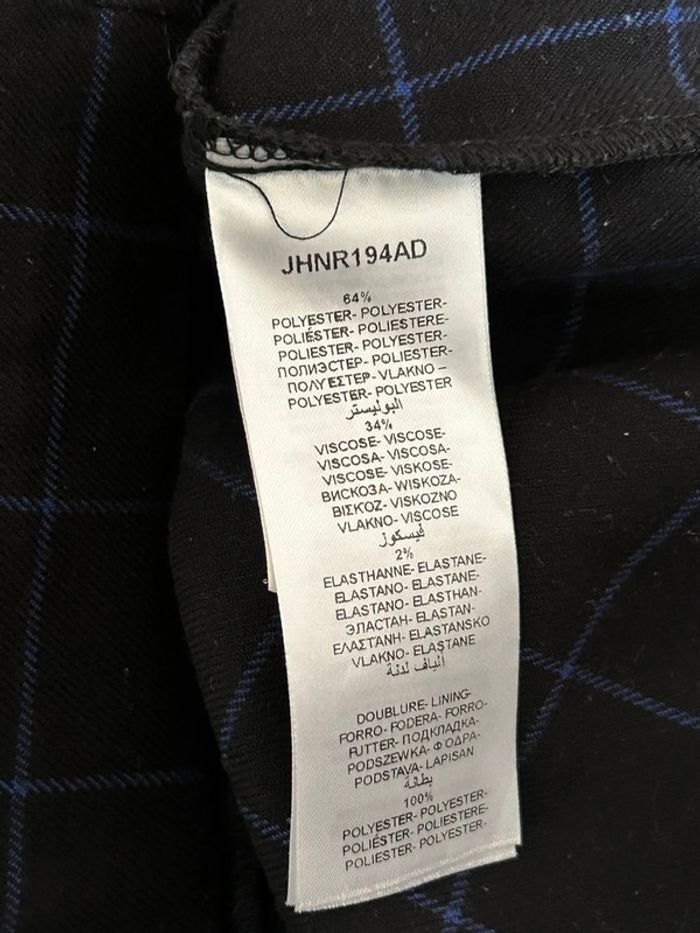 JHNR194AD
64%
POLYESTER- POLYESTER-
POLIÉSTER- POLIESTERE-
POLIESTER- POLYESTER-
ПОЛИЭСТЕР- POLIESTER-
ΠΟΛΥΕΣΤΕΡ- VLAKNO –
POLYESTER- POLYESTER
البوليستر
34%
VISCOSE- VISCOSE-
VISCOSA- VISCOSA-
VISCOSE- VISKOSE-
ВИСКОЗА- WISKOZA-
ΒΙΣΚΟΖ- VISKOZNO
VLAKNO- VISCOSE
فيسكوز
2%
ELASTHANNE- ELASTANE-
ELASTANO- ELASTANE-
ELASTANO- ELASTHAN-
ЭЛАСТАН- ELASTAN-
ΕΛΑΣΤΑΝΗ- ELASTANSKO
VLAKNO- ELASTANE
ألياف لدنة
DOUBLURE- LINING-
FORRO- FODERA- FORRO-
FUTTER- ПОДКЛАДКА-
PODSZEWKA- ΦΟΔΡΑ-
PODSTAVA- LAPISAN
بطانة
100%
POLYESTER- POLYESTER-
POLIÉSTER- POLIESTERE-
POLIESTER- POLYESTER-